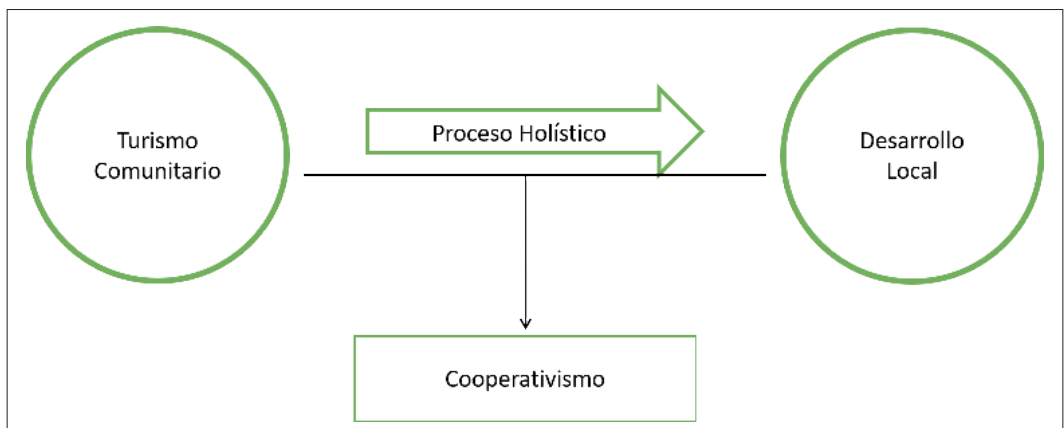 Turismo
Comunitario
Proceso Holístico
Desarrollo
Local
Cooperativismo